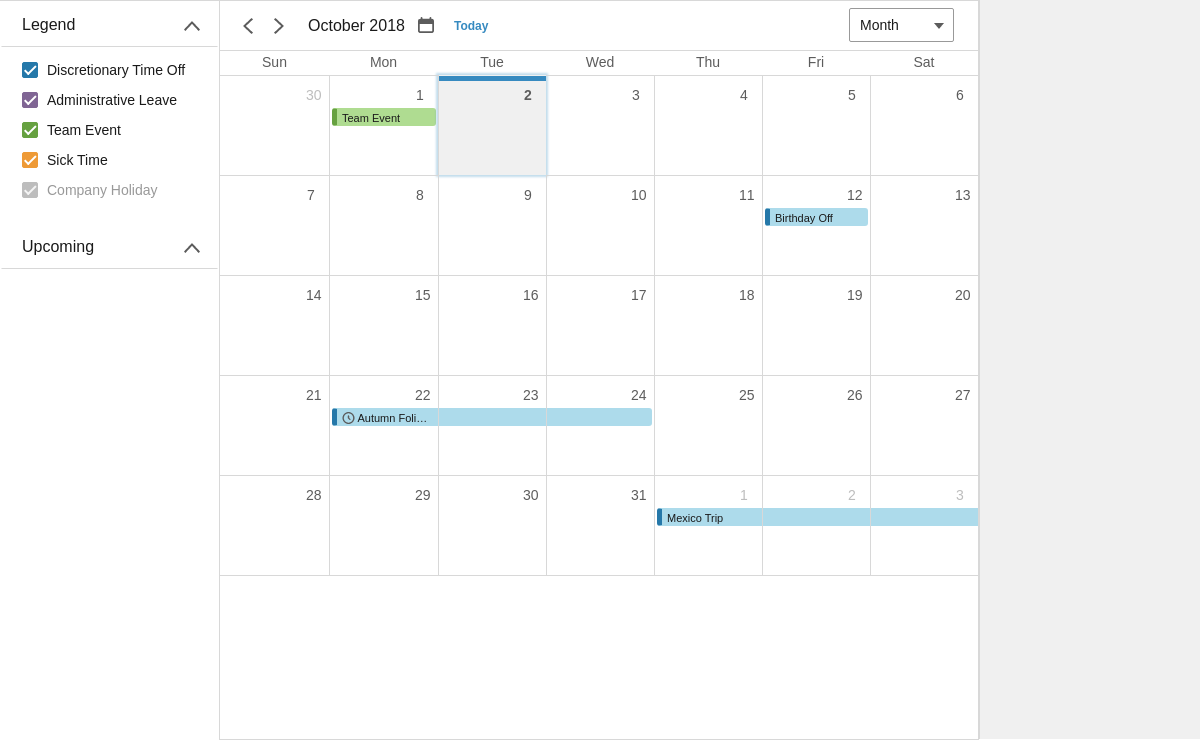 Legend
Discretionary Time Off
Administrative Leave
Team Event
Sick Time
Company Holiday
Upcoming
October 2018 Today Month
Sun Mon Tue Wed Thu Fri Sat
30 1 2 3 4 5 6
Team Event
7 8 9 10 11 12 13
Birthday Off
14 15 16 17 18 19 20
21 22 23 24 25 26 27
Autumn Foli…
28 29 30 31 1 2 3
Mexico Trip